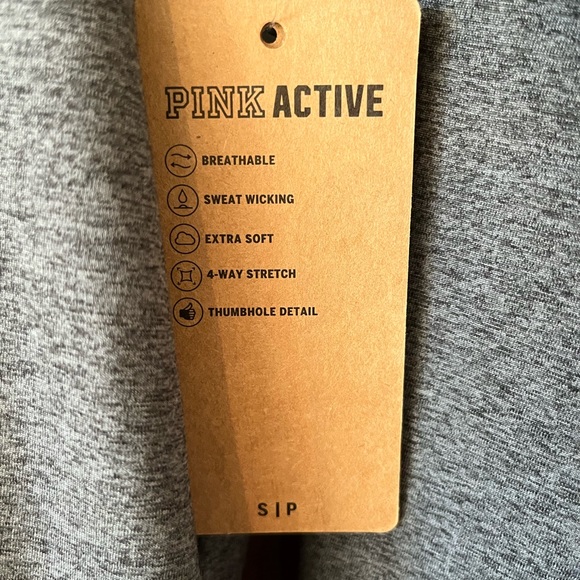 PINK ACTIVE
BREATHABLE
SWEAT WICKING
EXTRA SOFT
4-WAY STRETCH
THUMBHOLE DETAIL
S|P